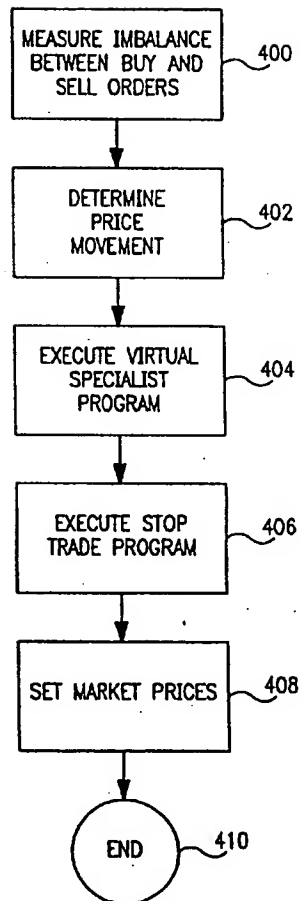 MEASURE IMBALANCE
BETWEEN BUY AND
SELL ORDERS
400
DETERMINE
PRICE
MOVEMENT
402
EXECUTE VIRTUAL
SPECIALIST
PROGRAM
404
EXECUTE STOP
TRADE PROGRAM
406
SET MARKET PRICES
408
END
410